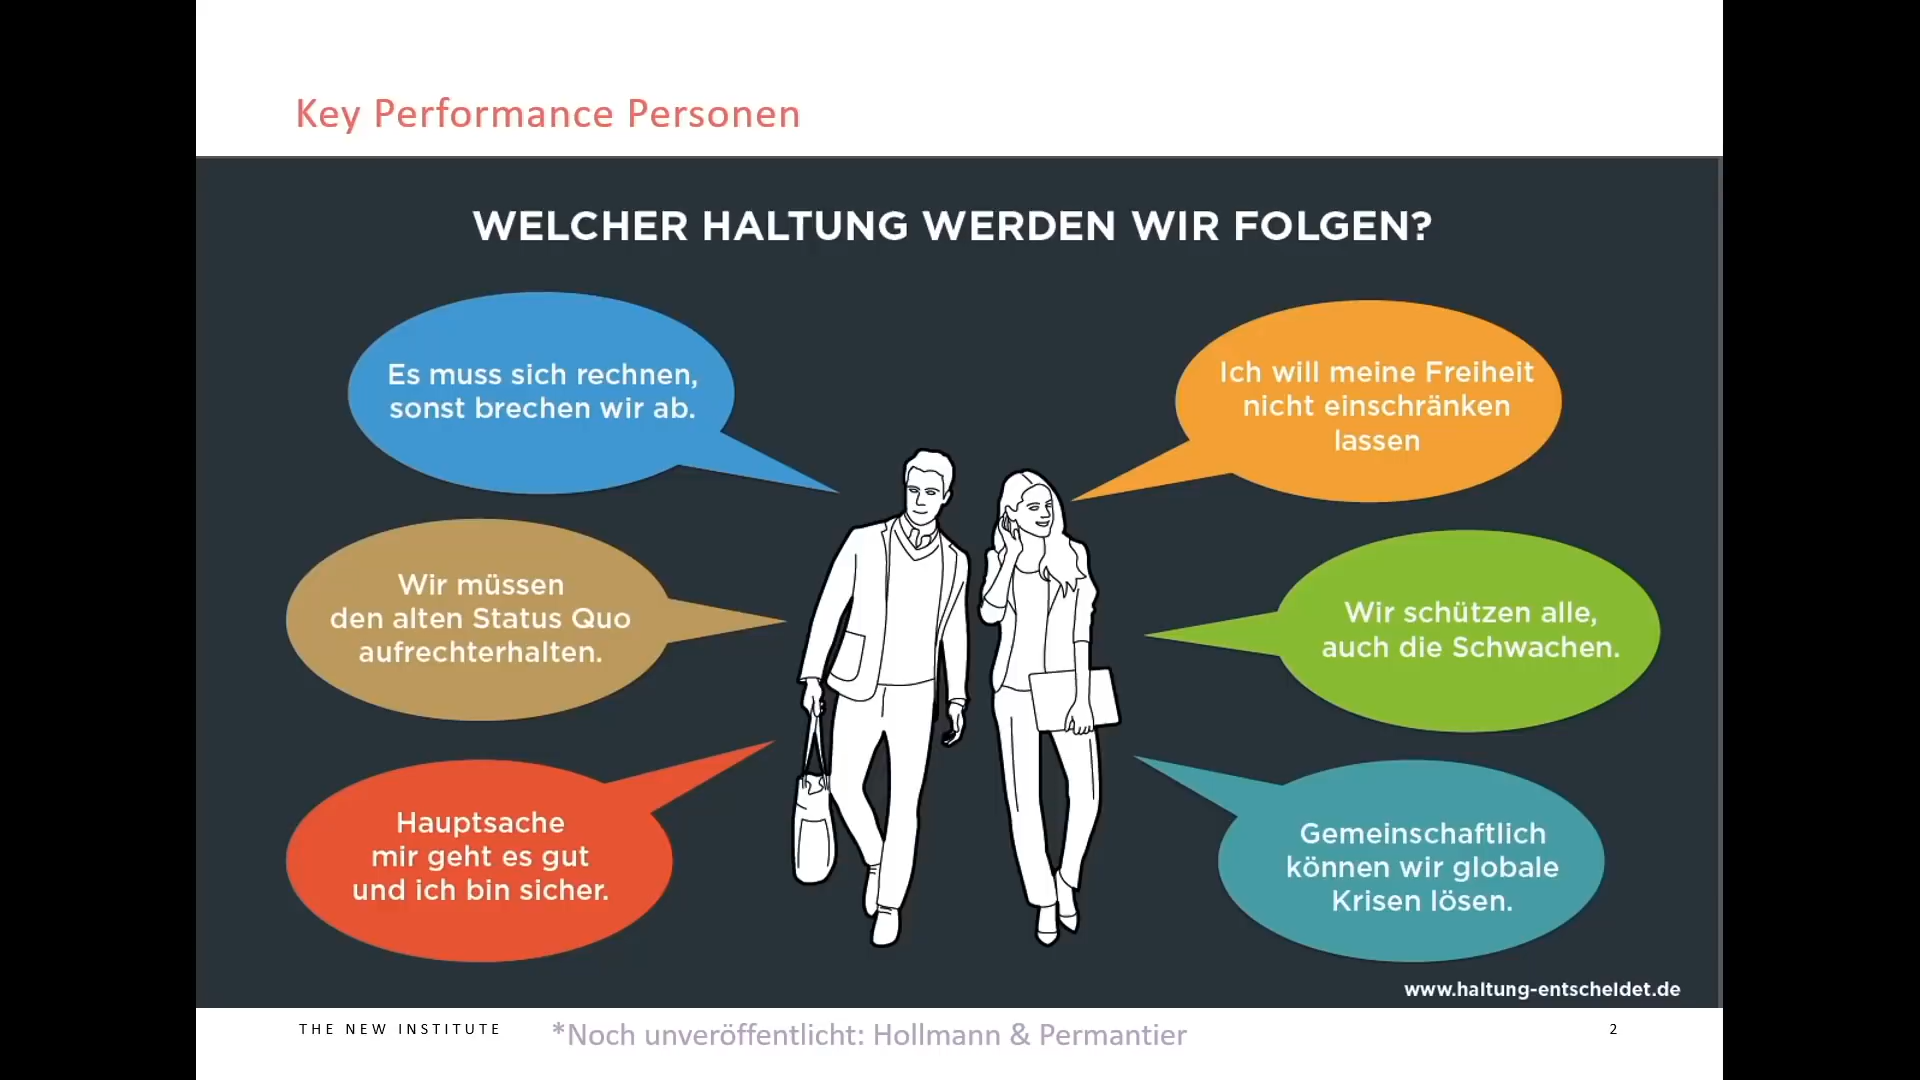 Key Performance Personen
WELCHER HALTUNG WERDEN WIR FOLGEN?
Es muss sich rechnen,
sonst brechen wir ab.
Ich will meine Freiheit
nicht einschränken
lassen
Wir müssen
den alten Status Quo
aufrechterhalten.
Wir schützen alle,
auch die Schwachen.
Hauptsache
mir geht es gut
und ich bin sicher.
Gemeinschaftlich
können wir globale
Krisen lösen.
www.haltung-entscheldet.de
THE NEW INSTITUTE
*Noch unveröffentlicht: Hollmann & Permantier
2